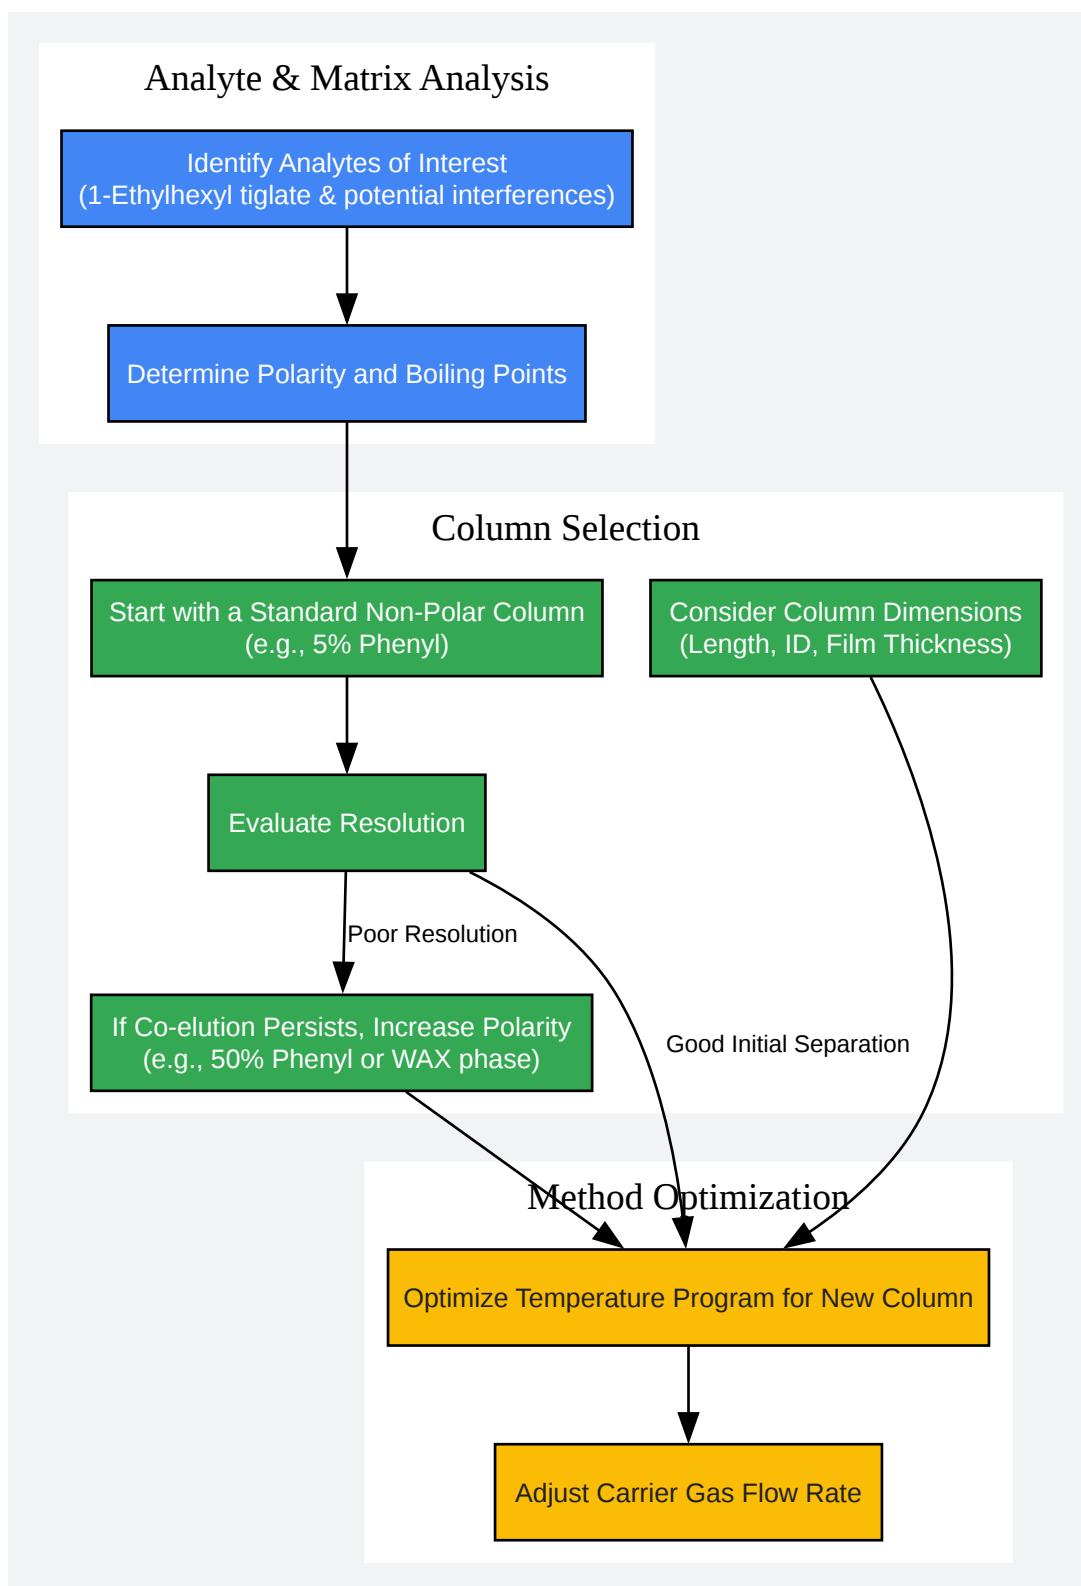 Analyte & Matrix Analysis
Identify Analytes of Interest
(1-Ethylhexyl tiglate & potential interferences)
Determine Polarity and Boiling Points
Column Selection
Start with a Standard Non-Polar Column
(e.g., 5% Phenyl)
Consider Column Dimensions
(Length, ID, Film Thickness)
Evaluate Resolution
Poor Resolution
If Co-elution Persists, Increase Polarity
(e.g., 50% Phenyl or WAX phase)
Good Initial Separation
Method Optimization
Optimize Temperature Program for New Column
Adjust Carrier Gas Flow Rate